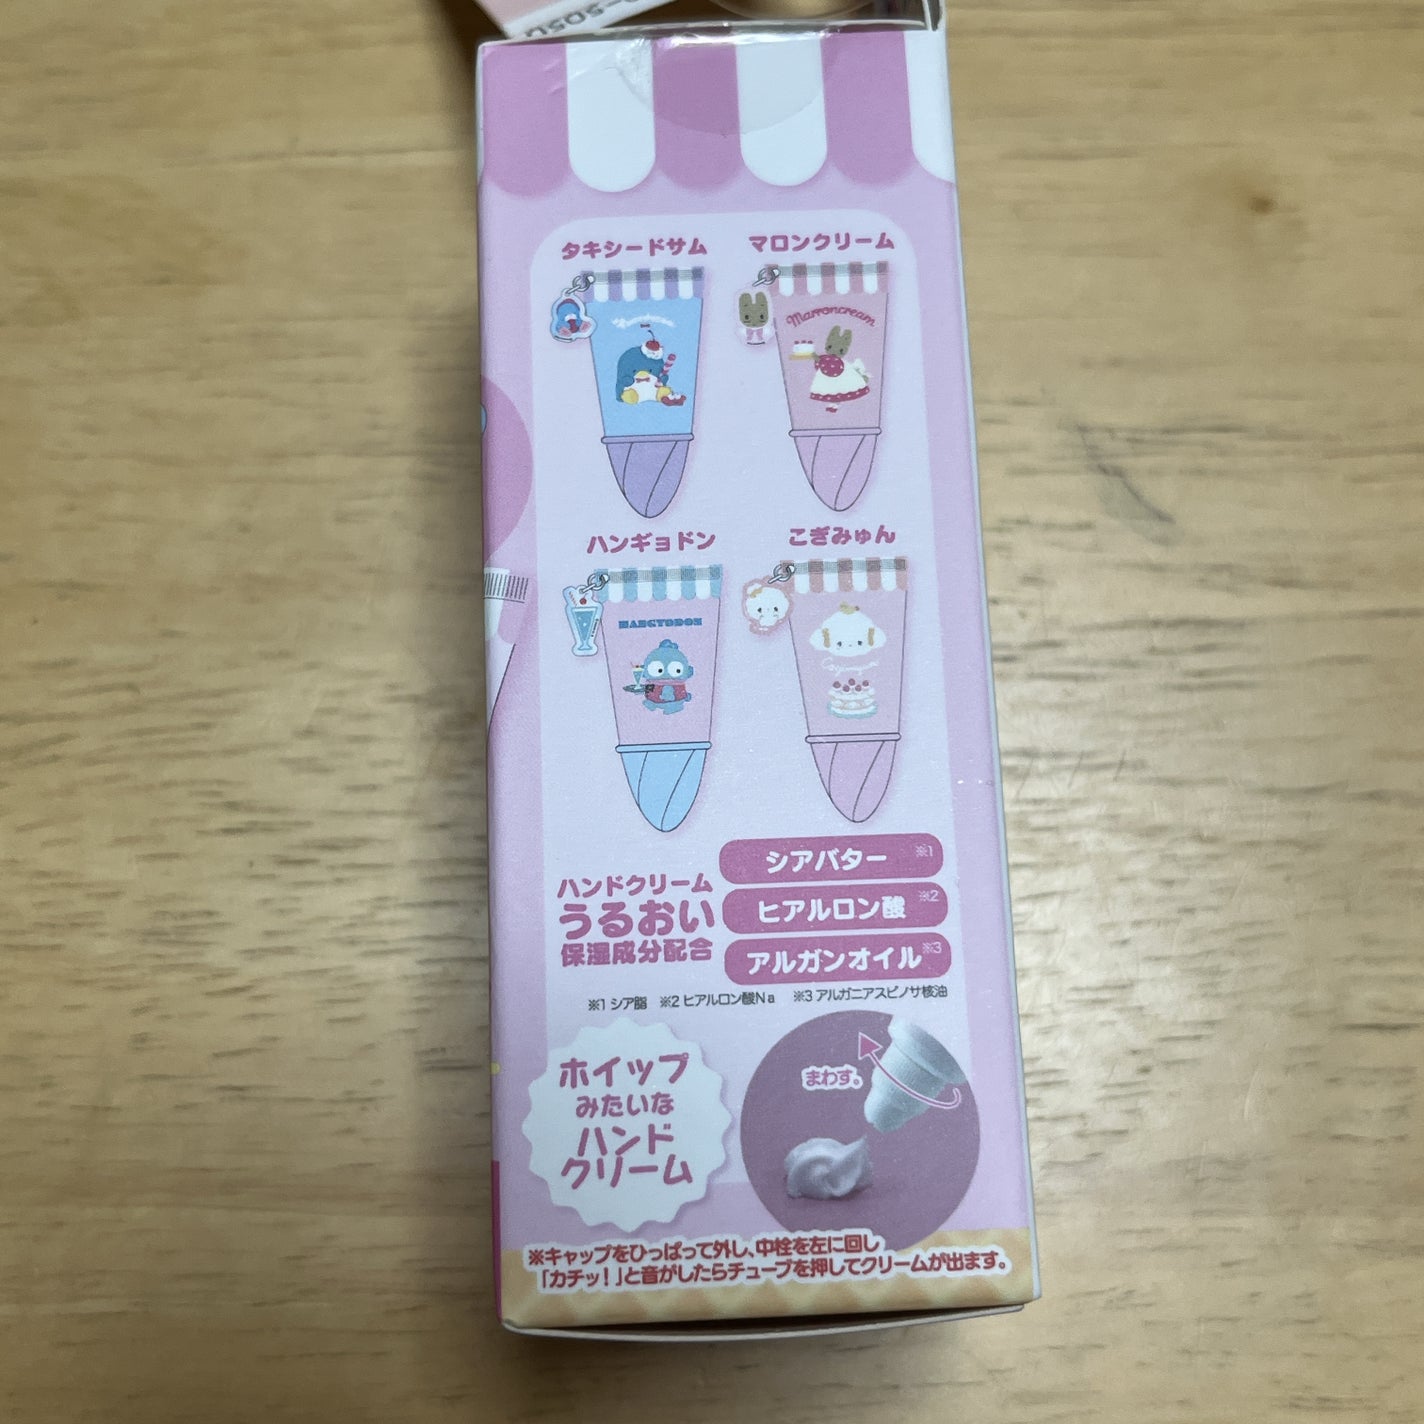 タキシードサム
マロンクリーム
Marroncream
ハンギョドン
こぎみゅん
HANGYODON
Cogimyun
ハンドクリーム
うるおい
保湿成分配合
シアバター ※1
ヒアルロン酸 ※2
アルガンオイル ※3
※1 シア脂 ※2 ヒアルロン酸Na ※3 アルガニアスピノサ核油
ホイップ
みたいな
ハンド
クリーム
まわす。
※キャップをひっぱって外し、中栓を左に回し
「カチッ!」と音がしたらチューブを押してクリームが出ます。